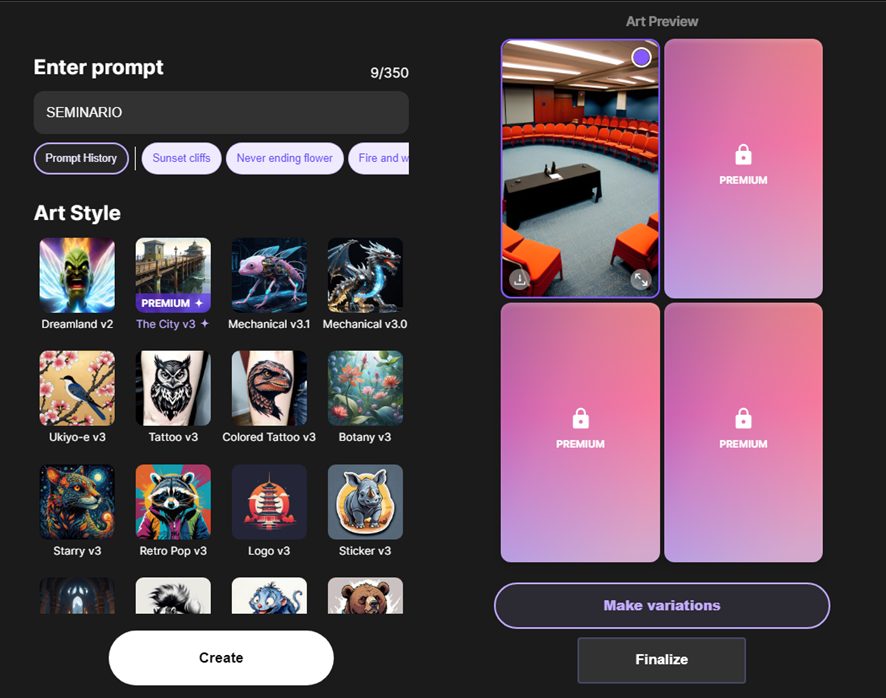 Art Preview
Enter prompt
9/350
SEMINARIO
Prompt History
Sunset cliffs
Never ending flower
Fire and w
Art Style
PREMIUM
Dreamland v2
The City v3
Mechanical v3.1
Mechanical v3.0
Ukiyo-e v3
Tattoo v3
Colored Tattoo v3
Botany v3
Starry v3
Retro Pop v3
Logo v3
Sticker v3
Create
PREMIUM
PREMIUM
PREMIUM
Make variations
Finalize